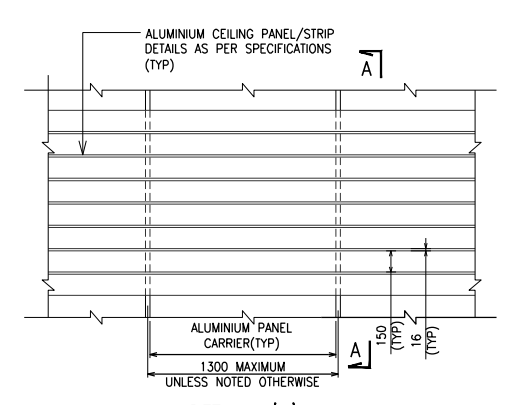 ALUMINIUM CEILING PANEL/STRIP
DETAILS AS PER SPECIFICATIONS
(TYP)
A
150
(TYP)
16
(TYP)
ALUMINIUM PANEL
CARRIER(TYP)
A
1300 MAXIMUM
UNLESS NOTED OTHERWISE